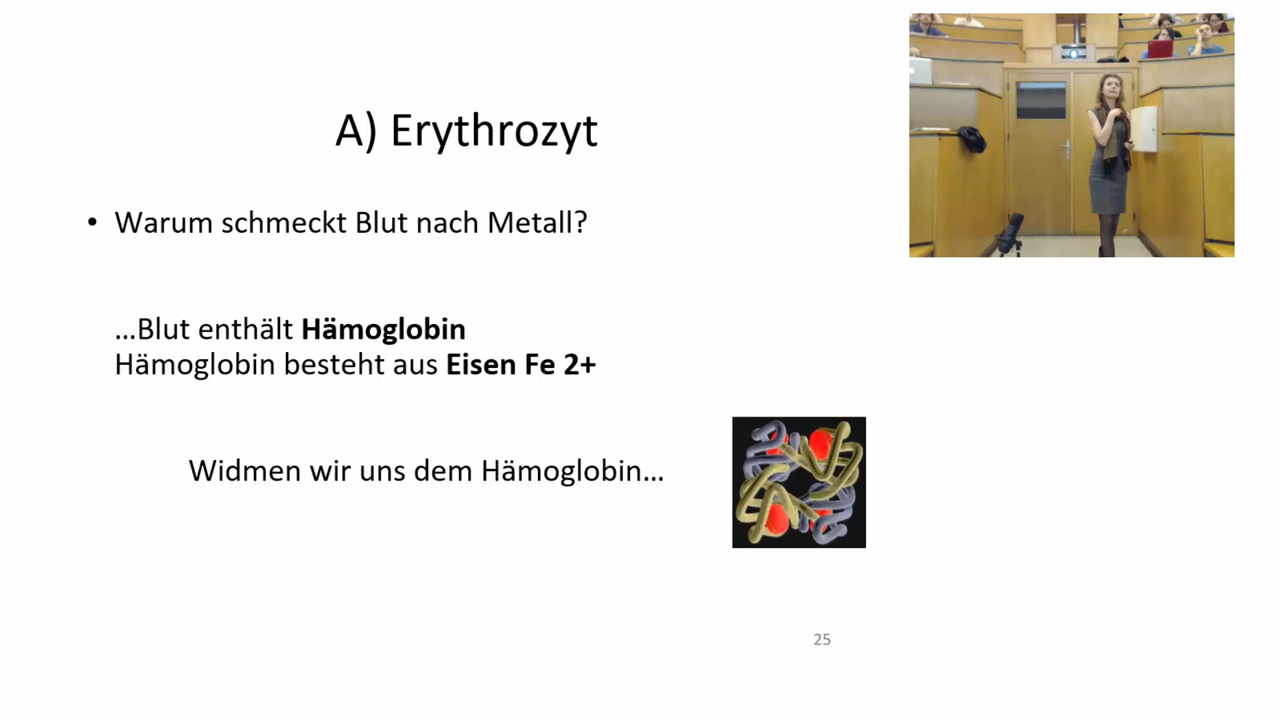 A) Erythrozyt
• Warum schmeckt Blut nach Metall?
...Blut enthält Hämoglobin
Hämoglobin besteht aus Eisen Fe 2+
Widmen wir uns dem Hämoglobin...
25